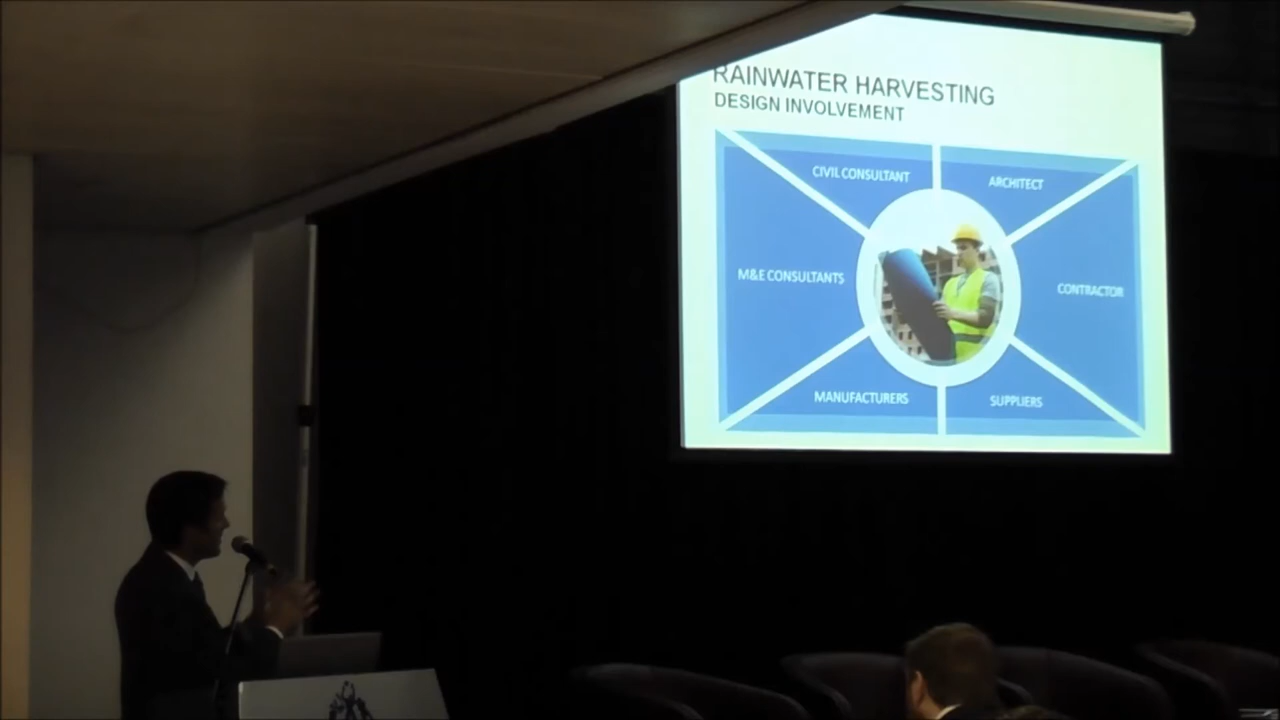 RAINWATER HARVESTING
DESIGN INVOLVEMENT
CIVIL CONSULTANT
ARCHITECT
M&E CONSULTANTS
CONTRACTOR
MANUFACTURERS
SUPPLIERS